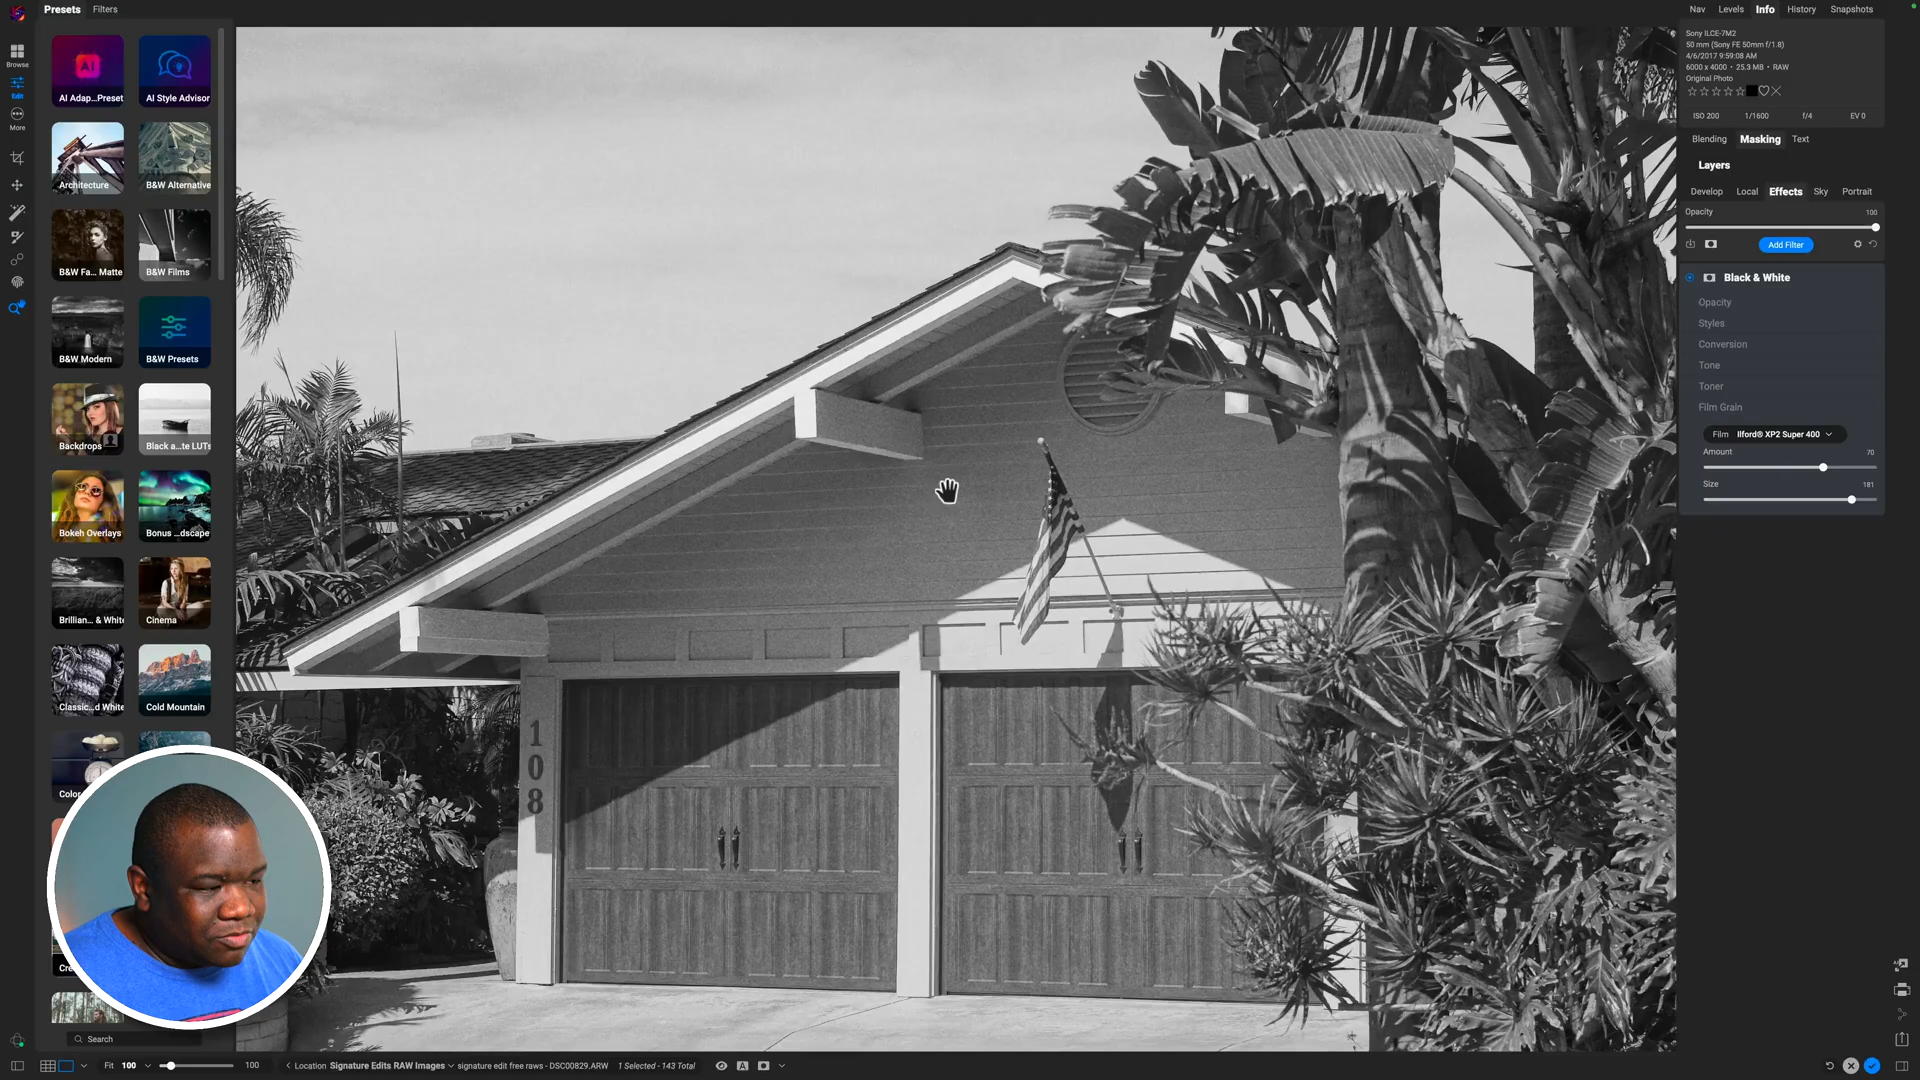 Presets Filters
Nav Levels Info History Snapshots
Browse
Edit
More
AI
AI Adap...Preset
AI Style Advisor
Architecture
B&W Alternative
B&W Fa... Matte
B&W Films
B&W Modern
B&W Presets
Backdrops
Black a...te LUTs
Bokeh Overlays
Bonus ...dscape
Brillian... & White
Cinema
Classic...d White
Cold Mountain
Color
Cre
Search
108
Sony ILCE-7M2
50 mm (Sony FE 50mm f/1.8)
4/6/2017 9:59:08 AM
6000 x 4000 • 25.3 MB • RAW
Original Photo
ISO 200 1/1600 f/4 EV 0
Blending Masking Text
Layers
Develop Local Effects Sky Portrait
Opacity 100
Add Filter
Black & White
Opacity
Styles
Conversion
Tone
Toner
Film Grain
Film Ilford® XP2 Super 400
Amount 70
Size 181
Fit 100 100 Location Signature Edits RAW Images signature edit free raws - DSC00829.ARW 1 Selected - 143 Total A